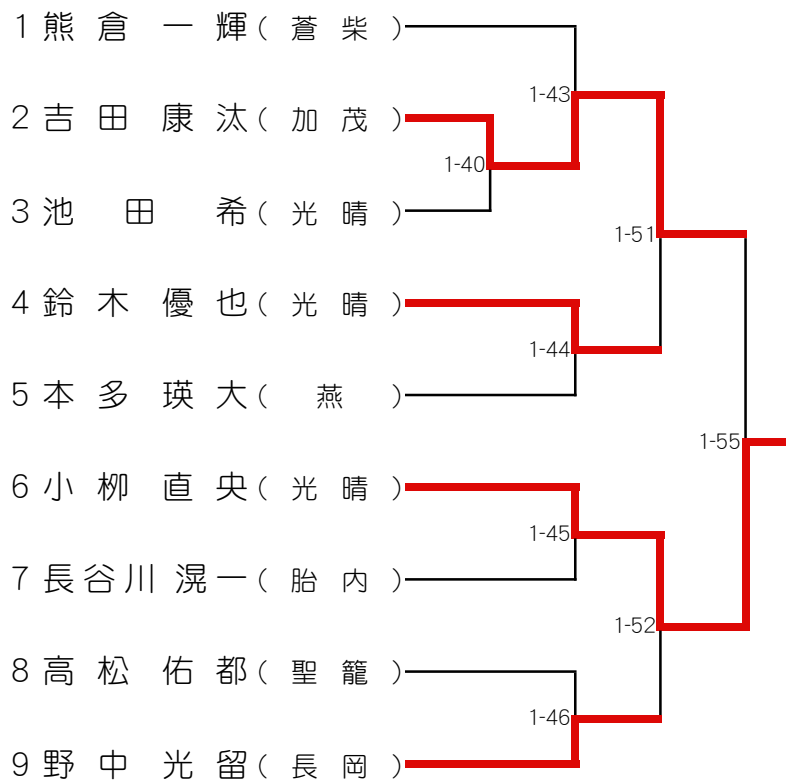 1 熊倉 一輝 ( 蒼柴 )
1-43
2 吉田 康汰 ( 加茂 )
1-40
3 池田 希 ( 光晴 )
1-51
4 鈴木 優也 ( 光晴 )
1-44
5 本多 瑛大 ( 燕 )
1-55
6 小栁 直央 ( 光晴 )
1-45
7 長谷川 滉一 ( 胎内 )
1-52
8 高松 佑都 ( 聖籠 )
1-46
9 野中 光留 ( 長岡 )